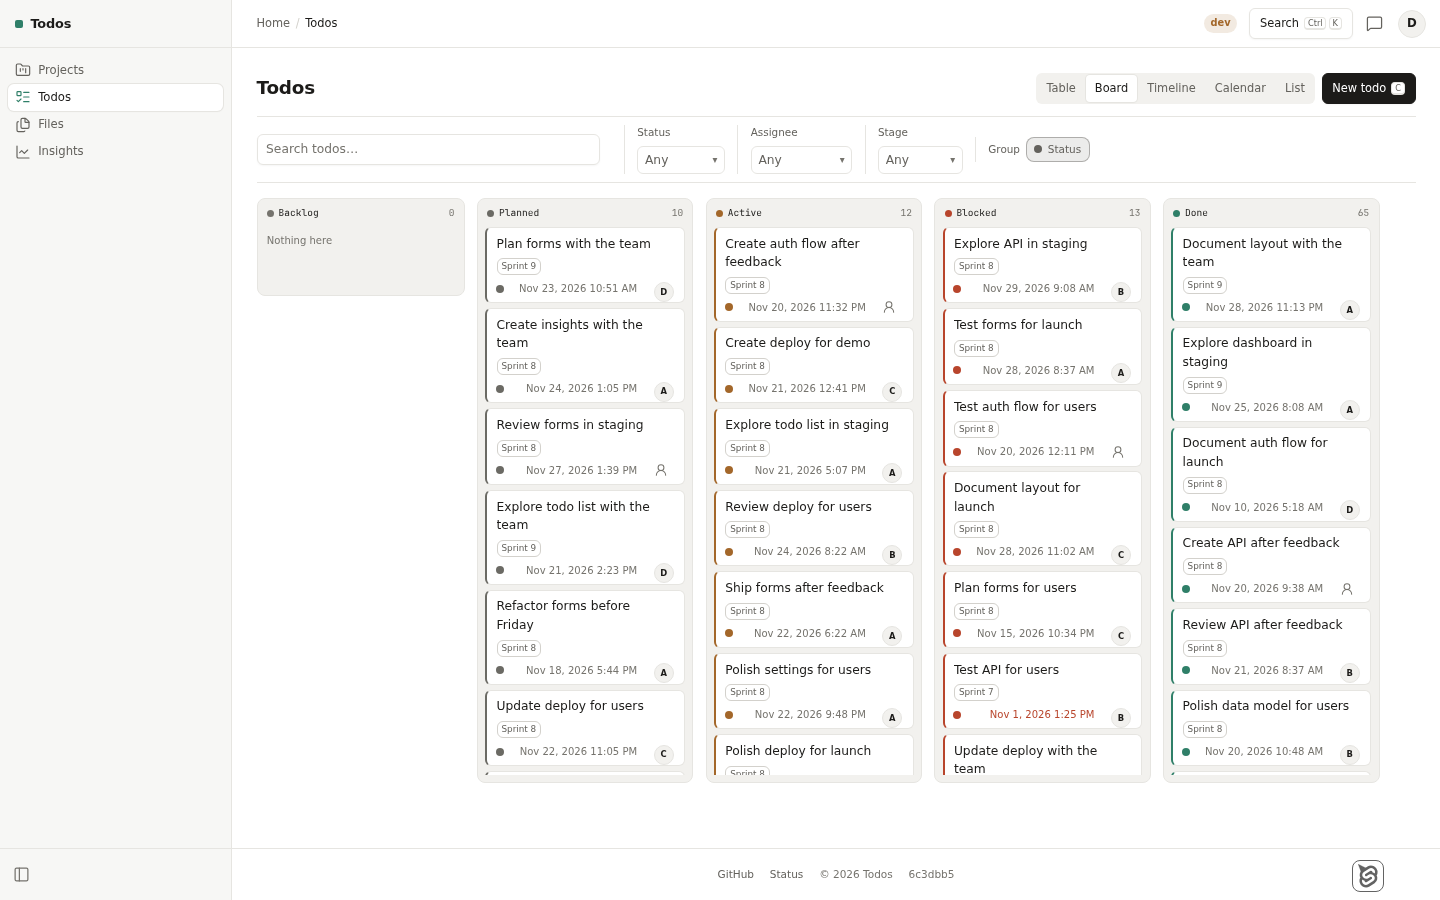 Todos
Home / Todos
dev
Search Ctrl K
D
Projects
Todos
Files
Insights
Todos
Table Board Timeline Calendar List
New todo C
Search todos...
Status
Any
Assignee
Any
Stage
Any
Group Status
Backlog 0
Nothing here
Planned 10
Plan forms with the team
Sprint 9
Nov 23, 2026 10:51 AM D
Create insights with the
team
Sprint 8
Nov 24, 2026 1:05 PM A
Review forms in staging
Sprint 8
Nov 27, 2026 1:39 PM
Explore todo list with the
team
Sprint 9
Nov 21, 2026 2:23 PM D
Refactor forms before
Friday
Sprint 8
Nov 18, 2026 5:44 PM A
Update deploy for users
Sprint 8
Nov 22, 2026 11:05 PM C
Active 12
Create auth flow after
feedback
Sprint 8
Nov 20, 2026 11:32 PM
Create deploy for demo
Sprint 8
Nov 21, 2026 12:41 PM C
Explore todo list in staging
Sprint 8
Nov 21, 2026 5:07 PM A
Review deploy for users
Sprint 8
Nov 24, 2026 8:22 AM B
Ship forms after feedback
Sprint 8
Nov 22, 2026 6:22 AM A
Polish settings for users
Sprint 8
Nov 22, 2026 9:48 PM A
Polish deploy for launch
Sprint 8
Blocked 13
Explore API in staging
Sprint 8
Nov 29, 2026 9:08 AM B
Test forms for launch
Sprint 8
Nov 28, 2026 8:37 AM A
Test auth flow for users
Sprint 8
Nov 20, 2026 12:11 PM
Document layout for
launch
Sprint 8
Nov 28, 2026 11:02 AM C
Plan forms for users
Sprint 8
Nov 15, 2026 10:34 PM C
Test API for users
Sprint 7
Nov 1, 2026 1:25 PM B
Update deploy with the
team
Done 65
Document layout with the
team
Sprint 9
Nov 28, 2026 11:13 PM A
Explore dashboard in
staging
Sprint 9
Nov 25, 2026 8:08 AM A
Document auth flow for
launch
Sprint 8
Nov 10, 2026 5:18 AM D
Create API after feedback
Sprint 8
Nov 20, 2026 9:38 AM
Review API after feedback
Sprint 8
Nov 21, 2026 8:37 AM B
Polish data model for users
Sprint 8
Nov 20, 2026 10:48 AM B
GitHub Status © 2026 Todos 6c3dbb5